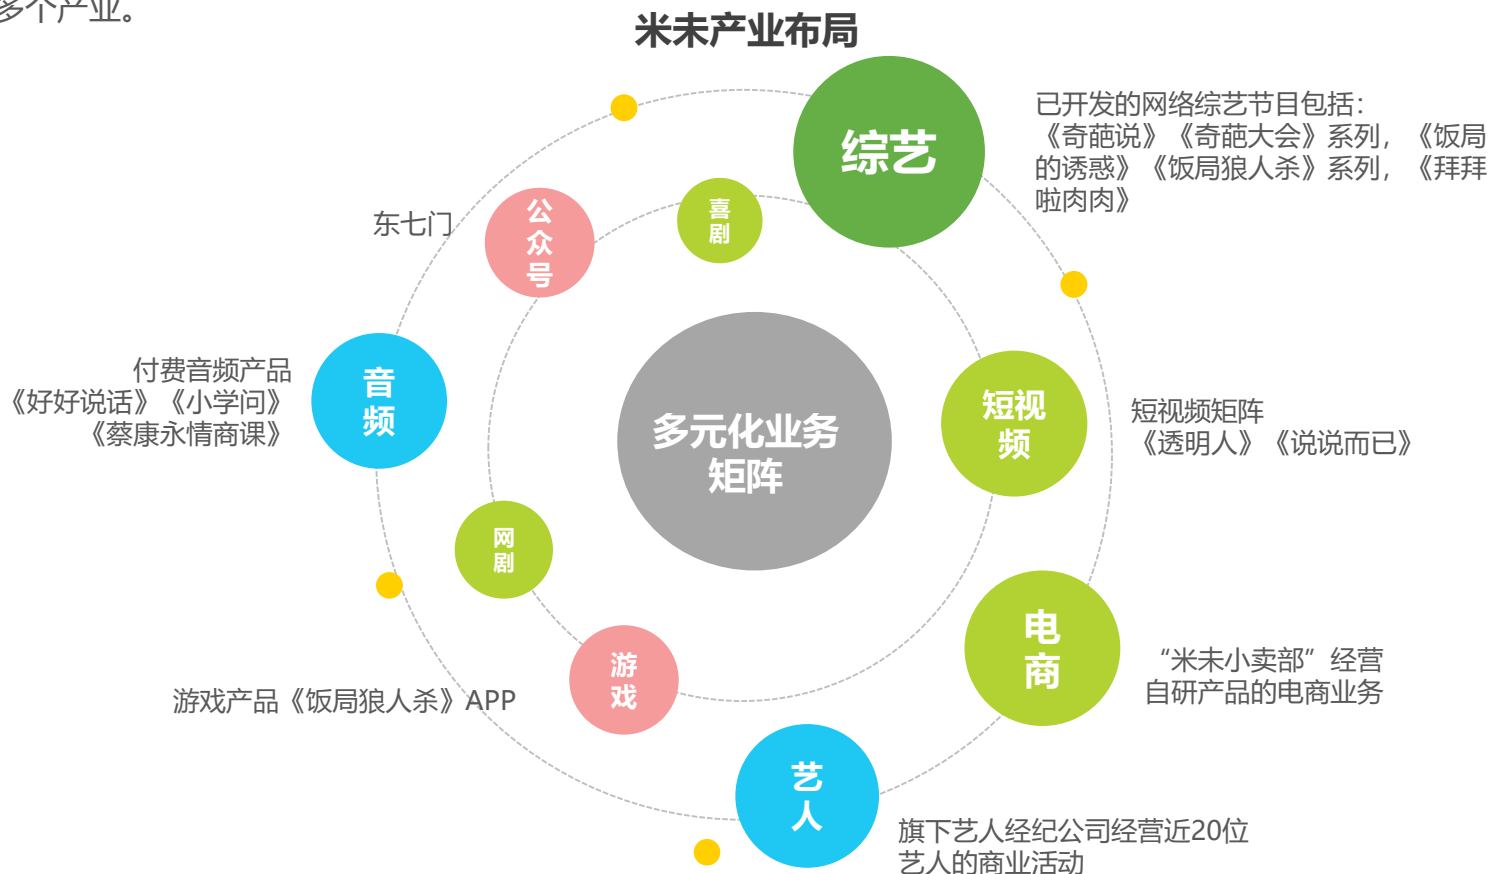 多个产业。
米未产业布局
综艺
已开发的网络综艺节目包括：
《奇葩说》《奇葩大会》系列，《饭局
的诱惑》《饭局狼人杀》系列，《拜拜
啦肉肉》
喜
剧
公
众
号
东七门
音
频
付费音频产品
《好好说话》《小学问》
《蔡康永情商课》
多元化业务
矩阵
短视
频
短视频矩阵
《透明人》《说说而已》
网
剧
游
戏
游戏产品《饭局狼人杀》APP
电
商
“米未小卖部”经营
自研产品的电商业务
艺
人
旗下艺人经纪公司经营近20位
艺人的商业活动